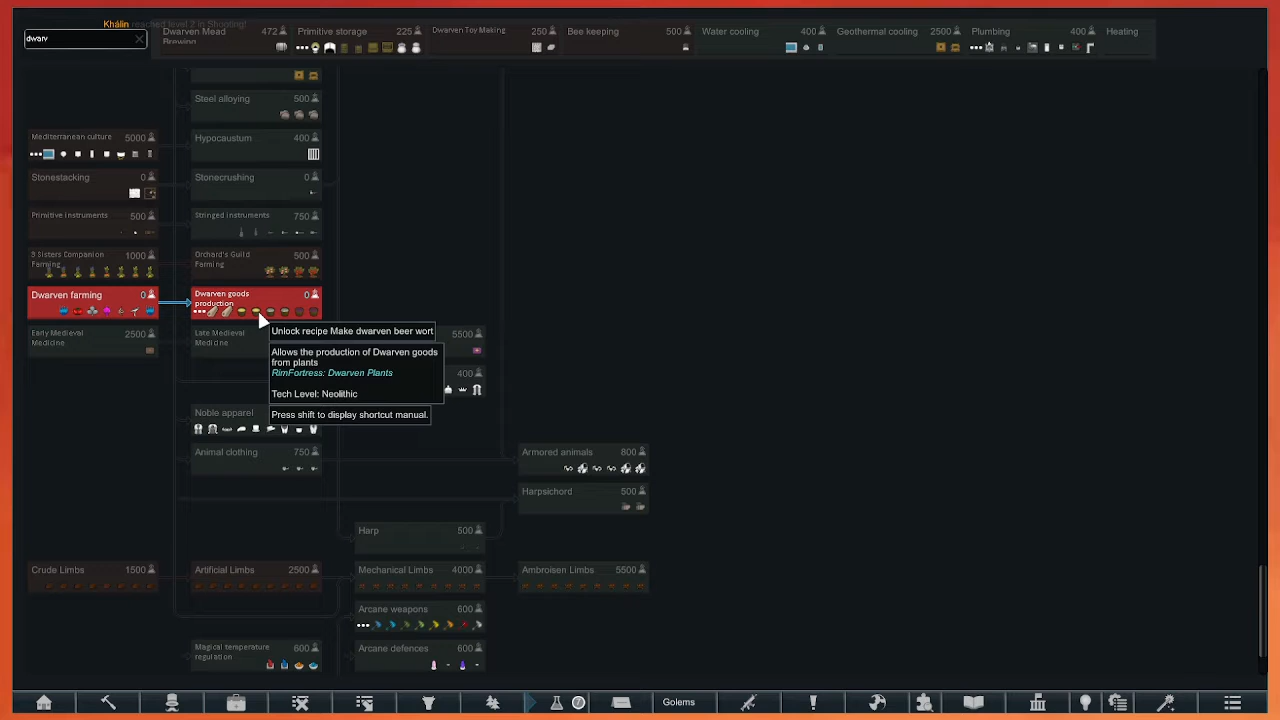 Khálin reached level 2 in Shooting!
dwarv
Dwarven Mead Brewing 472
Primitive storage 225
Dwarven Toy Making 250
Bee keeping 500
Water cooling 400
Geothermal cooling 2500
Plumbing 400
Heating
Steel alloying 500
Mediterranean culture 5000
Hypocaustum 400
Stonestacking 0
Stonecrushing 0
Primitive instruments 500
Stringed instruments 750
3 Sisters Companion Farming 1000
Orchard's Guild Farming 500
Dwarven farming 0
Dwarven goods production 0
Early Medieval Medicine 2500
Late Medieval Medicine
5500
Unlock recipe Make dwarven beer wort
Allows the production of Dwarven goods
from plants
RimFortress: Dwarven Plants
Tech Level: Neolithic
400
Press shift to display shortcut manual.
Noble apparel
Animal clothing 750
Armored animals 800
Harpsichord 500
Harp 500
Crude Limbs 1500
Artificial Limbs 2500
Mechanical Limbs 4000
Ambroisen Limbs 5500
Arcane weapons 600
Magical temperature regulation 600
Arcane defences 600
7
Golems